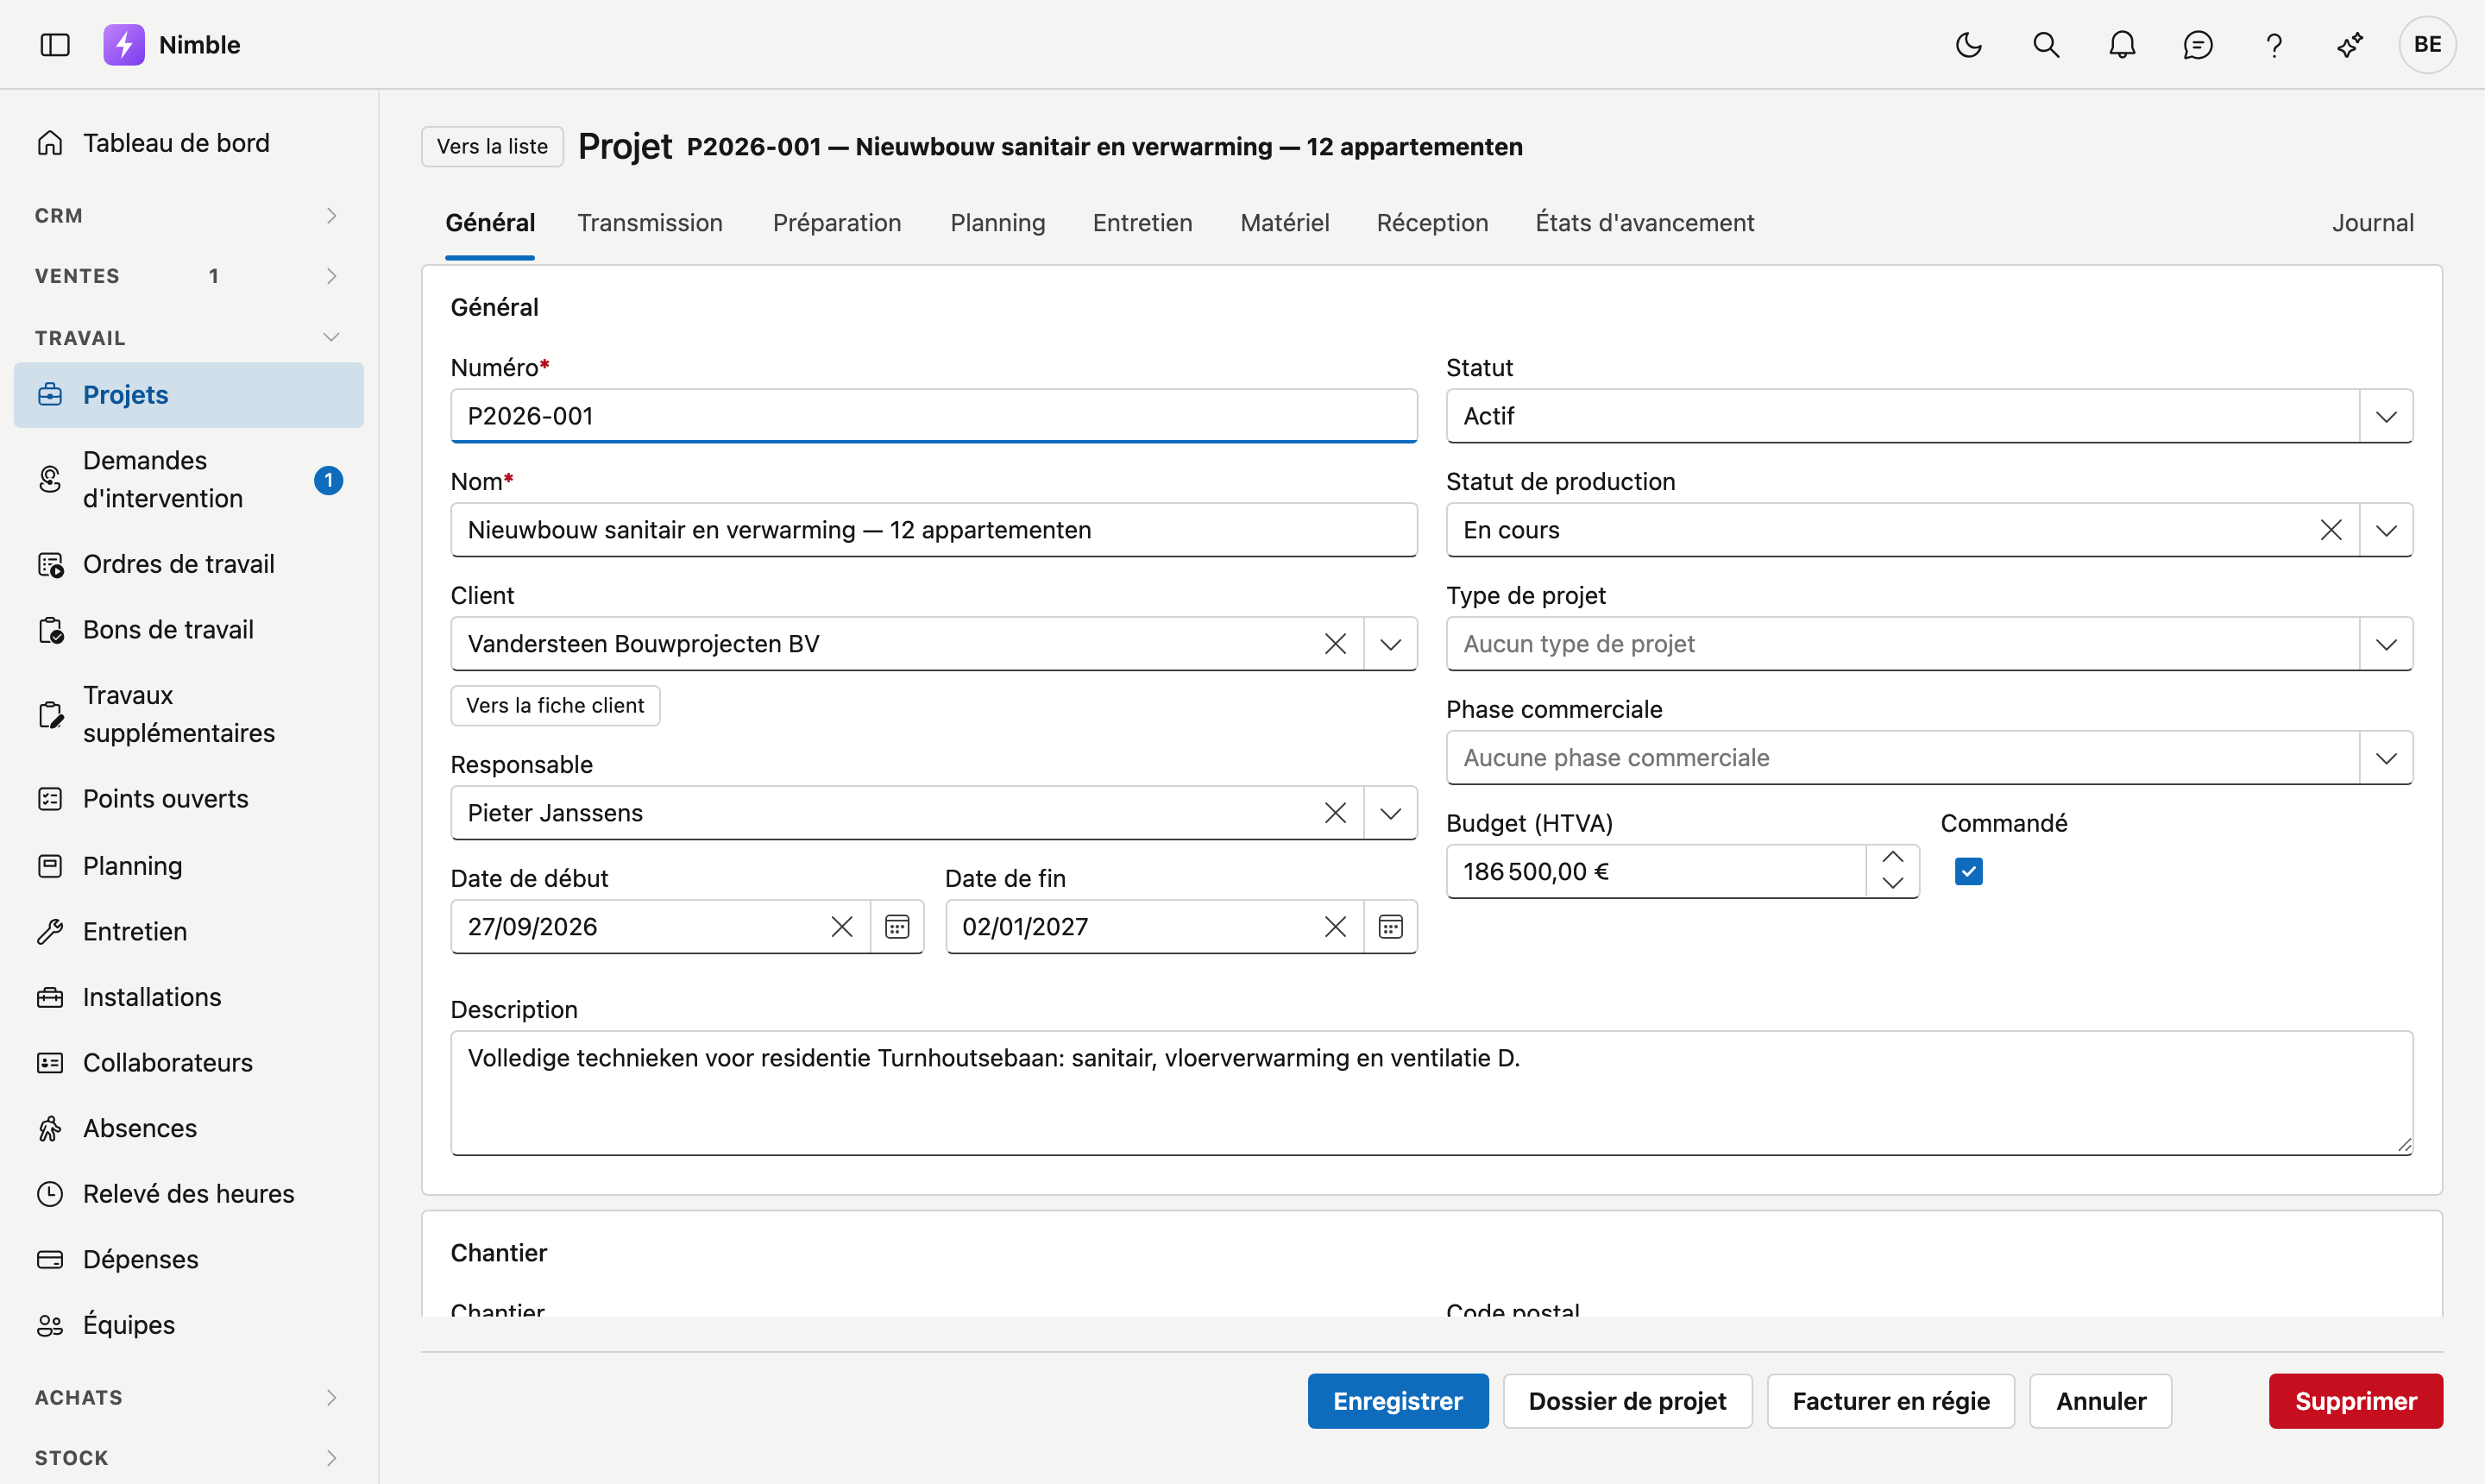 Nimble
BE
Tableau de bord
CRM
VENTES 1
TRAVAIL
Projets
Demandes
d'intervention
1
Ordres de travail
Bons de travail
Travaux
supplémentaires
Points ouverts
Planning
Entretien
Installations
Collaborateurs
Absences
Relevé des heures
Dépenses
Équipes
ACHATS
STOCK
Vers la liste Projet P2026-001 — Nieuwbouw sanitair en verwarming — 12 appartementen
Général Transmission Préparation Planning Entretien Matériel Réception États d'avancement Journal
Général
Numéro*
P2026-001
Nom*
Nieuwbouw sanitair en verwarming — 12 appartementen
Client
Vandersteen Bouwprojecten BV
Vers la fiche client
Responsable
Pieter Janssens
Date de début Date de fin
27/09/2026 02/01/2027
Statut
Actif
Statut de production
En cours
Type de projet
Aucun type de projet
Phase commerciale
Aucune phase commerciale
Budget (HTVA) Commandé
186 500,00 €
Description
Volledige technieken voor residentie Turnhoutsebaan: sanitair, vloerverwarming en ventilatie D.
Chantier
Chantier Code postal
Enregistrer Dossier de projet Facturer en régie Annuler Supprimer